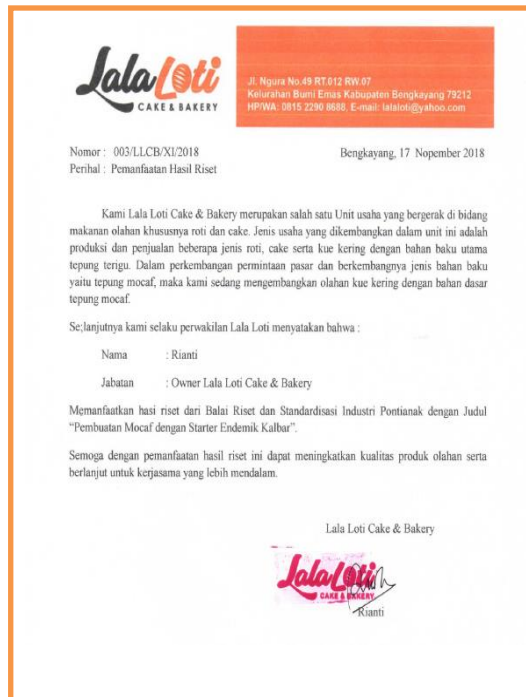 Lala Loti
CAKE & BAKERY
Jl. Ngura No.49 RT.012 RW.07
Kelurahan Bumi Emas Kabupaten Bengkayang 79212
HP/WA: 0815 2290 8688, E-mail: lalaloti@yahoo.com
Nomor : 003/LLCB/XI/2018
Bengkayang, 17 Nopember 2018
Perihal : Pemanfaatan Hasil Riset
Kami Lala Loti Cake & Bakery merupakan salah satu Unit usaha yang bergerak di bidang
makanan olahan khususnya roti dan cake. Jenis usaha yang dikembangkan dalam unit ini adalah
produksi dan penjualan beberapa jenis roti, cake serta kue kering dengan bahan baku utama
tepung terigu. Dalam perkembangan permintaan pasar dan berkembangnya jenis bahan baku
yaitu tepung mocaf, maka kami sedang mengembangkan olahan kue kering dengan bahan dasar
tepung mocaf.
Se;lanjutnya kami selaku perwakilan Lala Loti menyatakan bahwa :
Nama : Rianti
Jabatan : Owner Lala Loti Cake & Bakery
Memanfaatkan hasi riset dari Balai Riset dan Standardisasi Industri Pontianak dengan Judul
“Pembuatan Mocaf dengan Starter Endemik Kalbar”.
Semoga dengan pemanfaatan hasil riset ini dapat meningkatkan kualitas produk olahan serta
berlanjut untuk kerjasama yang lebih mendalam.
Lala Loti Cake & Bakery
Lala Loti
CAKE & BAKERY
Rianti